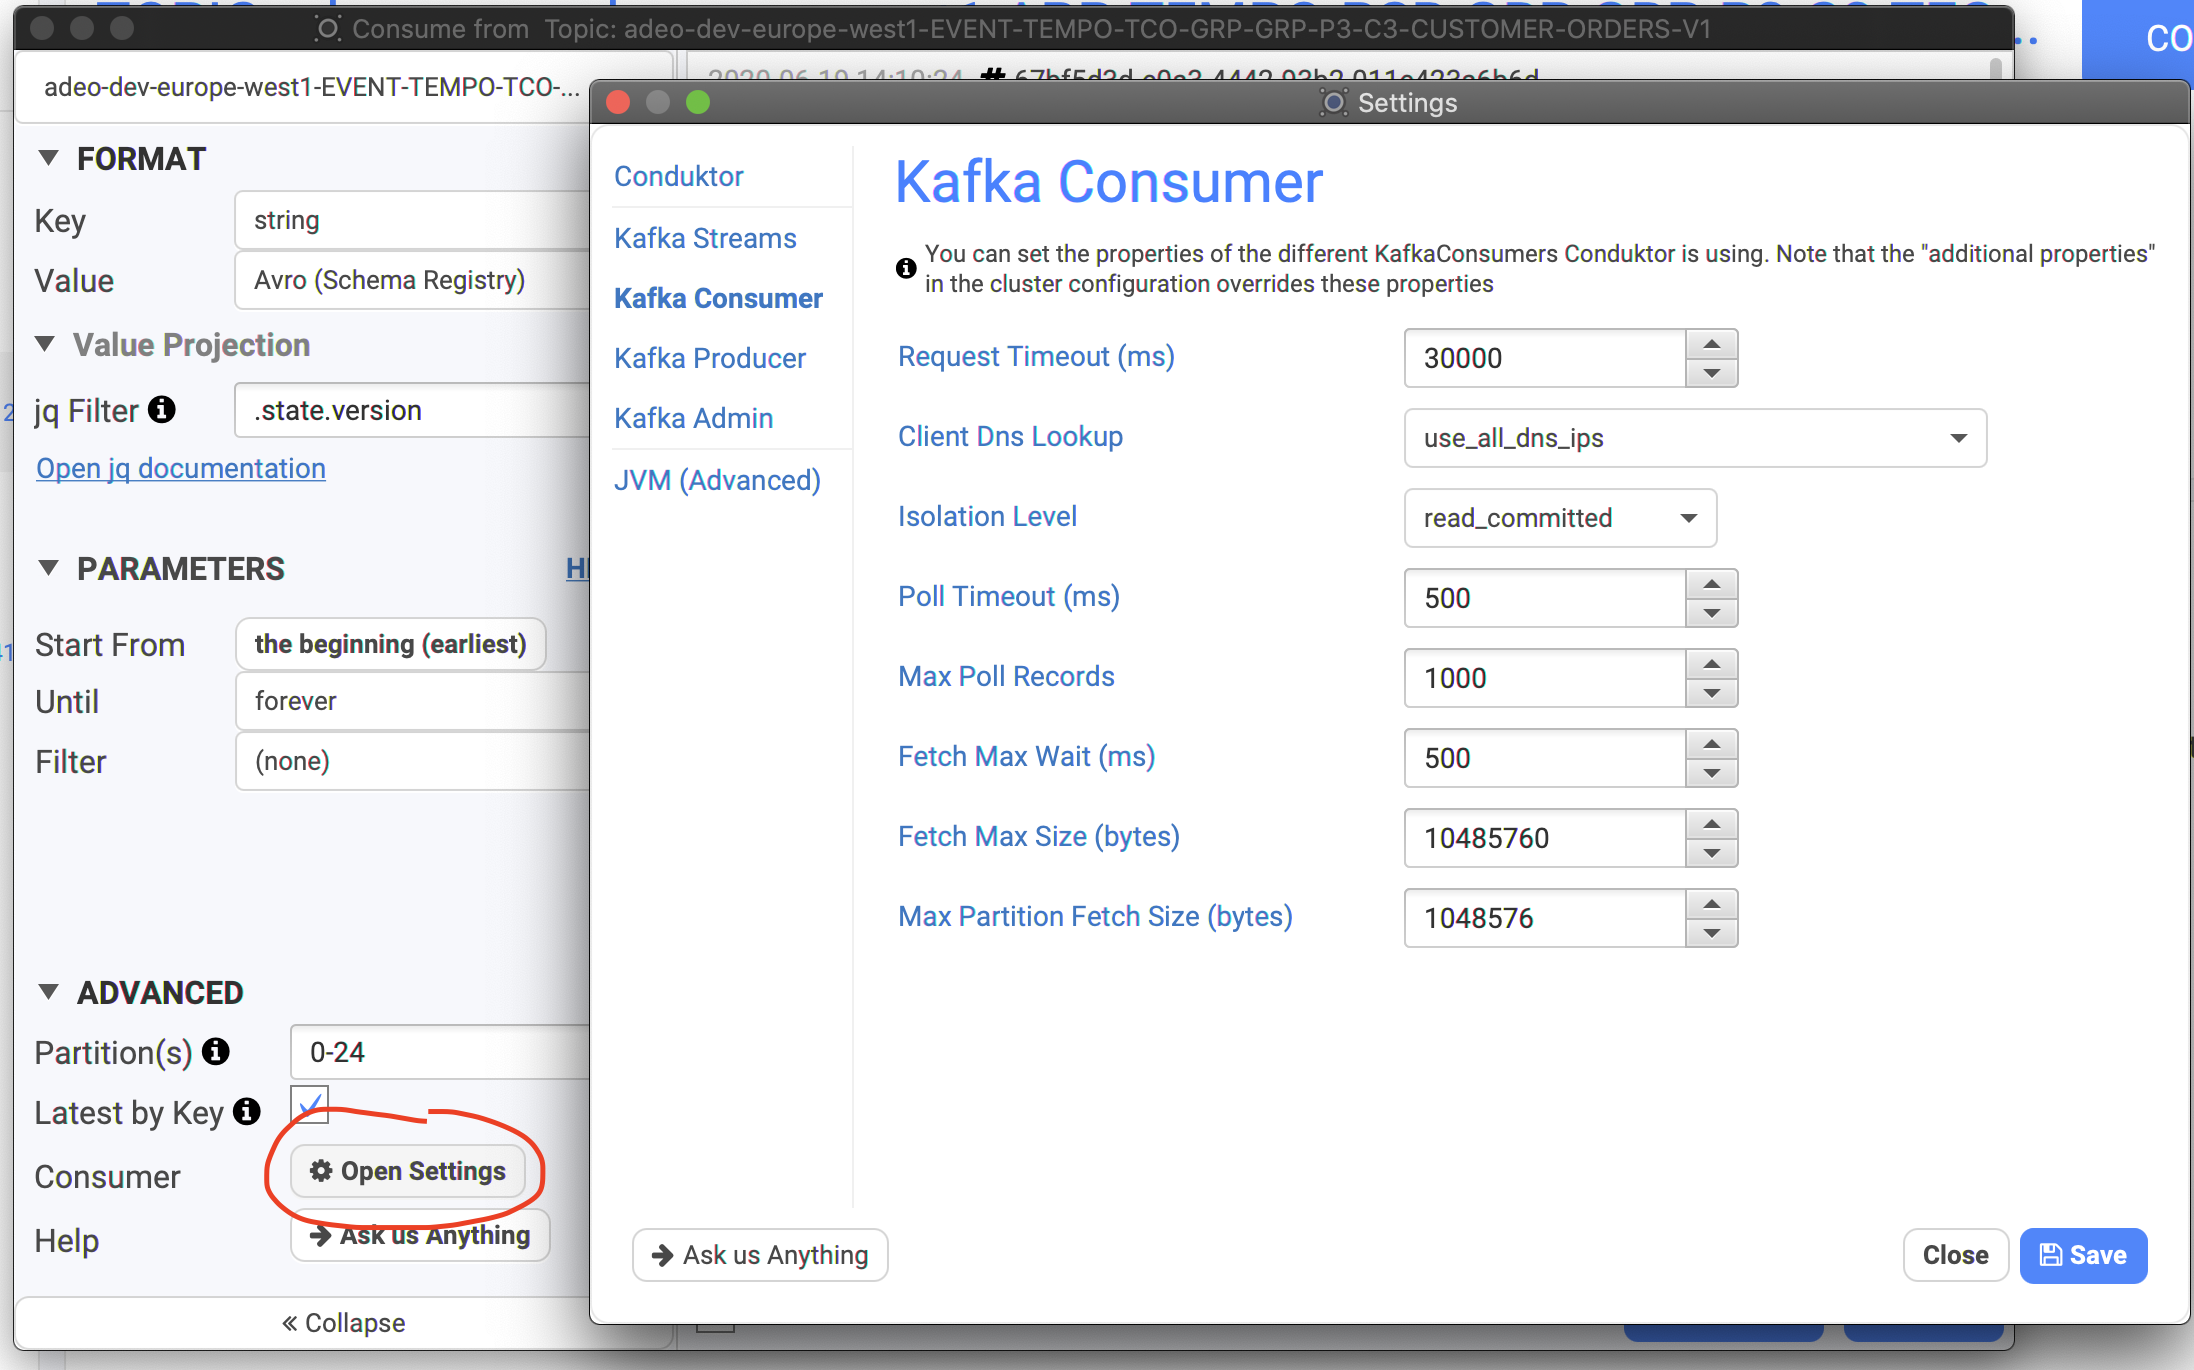 Consume from Topic: adeo-dev-europe-west1-EVENT-TEMPO-TCO-GRP-GRP-P3-C3-CUSTOMER-ORDERS-V1
CO
adeo-dev-europe-west1-EVENT-TEMPO-TCO-...
FORMAT
Key
string
Value
Avro (Schema Registry)
Value Projection
jq Filter
.state.version
Open jq documentation
PARAMETERS
Start From
the beginning (earliest)
Until
forever
Filter
(none)
ADVANCED
Partition(s)
0-24
Latest by Key
Consumer
Open Settings
Help
Ask us Anything
« Collapse
Settings
Conduktor
Kafka Streams
Kafka Consumer
Kafka Producer
Kafka Admin
JVM (Advanced)
Kafka Consumer
You can set the properties of the different KafkaConsumers Conduktor is using. Note that the "additional properties"
in the cluster configuration overrides these properties
Request Timeout (ms)
30000
Client Dns Lookup
use_all_dns_ips
Isolation Level
read_committed
Poll Timeout (ms)
500
Max Poll Records
1000
Fetch Max Wait (ms)
500
Fetch Max Size (bytes)
10485760
Max Partition Fetch Size (bytes)
1048576
Ask us Anything
Close
Save